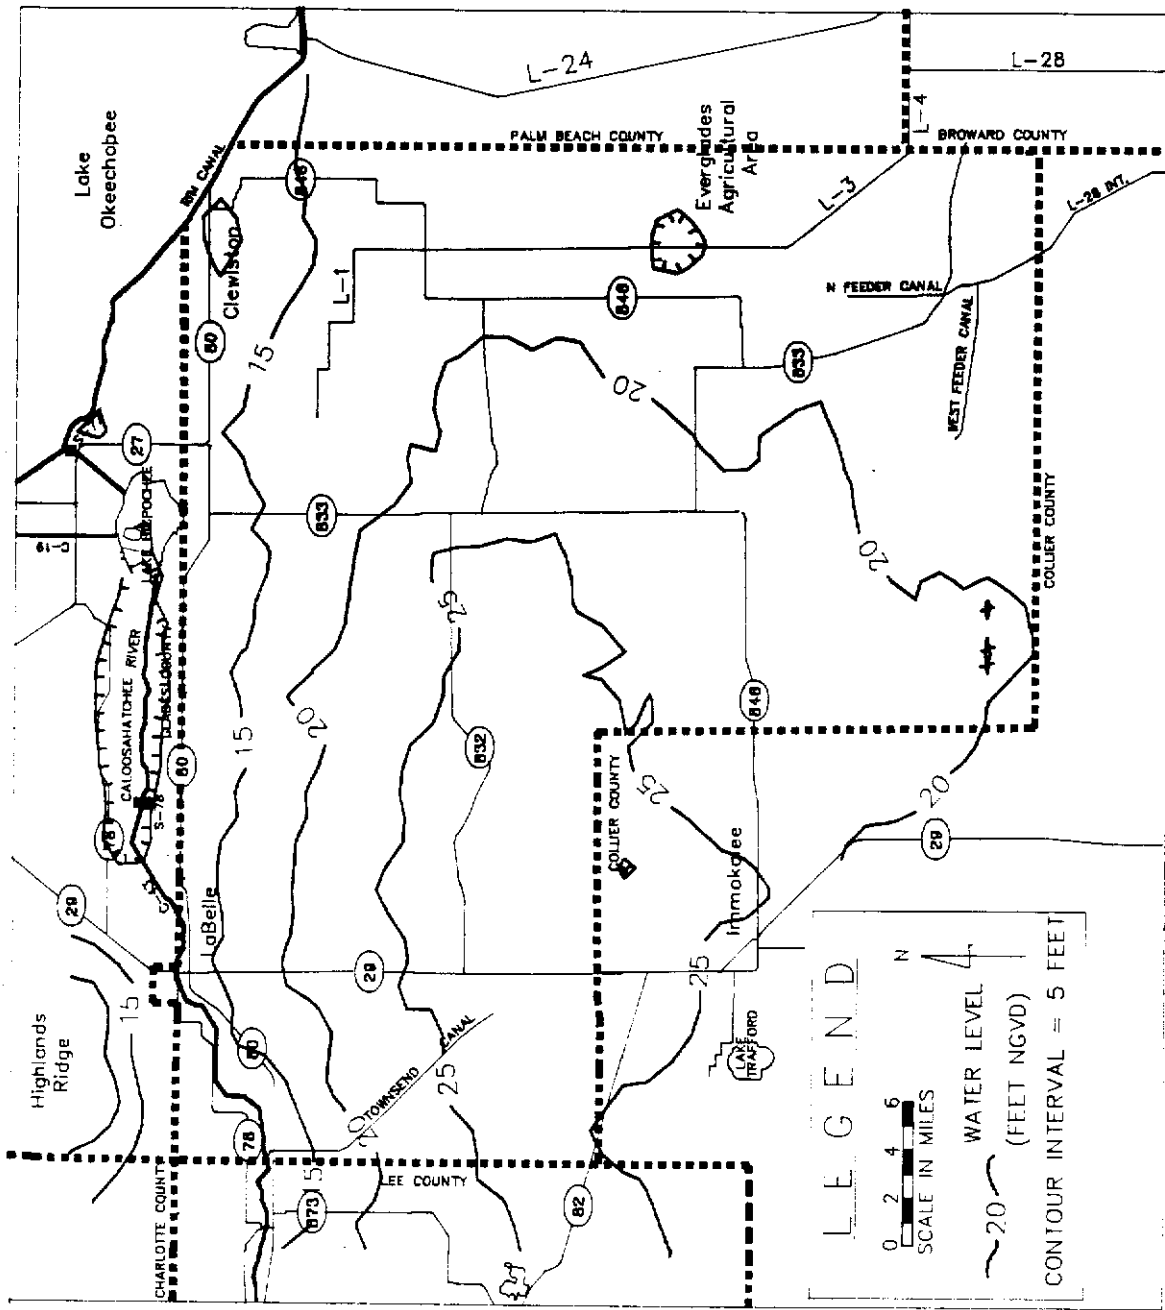 Lake
Okeechobee
RIM CANAL
L-24
L-28
L-4
PALM BEACH COUNTY
BROWARD COUNTY
Everglades
Agricultural
Area
L-3
L-28 INT.
846
Clewiston
80
L-1
15
846
N FEEDER CANAL
WEST FEEDER CANAL
833
20
27
833
20
COLLIER COUNTY
CALOOSAHATCHEE RIVER
S-78
80
78
15
20
25
832
846
COLLIER COUNTY
25
20
29
Immokalee
LaBelle
29
29
25
LAKE
TRAFFORD
Highlands
Ridge
15
80
TOWNSEND CANAL
25
20
78
CHARLOTTE COUNTY
LEE COUNTY
15
873
82
LEGEND
N
0 2 4 6
SCALE IN MILES
20 WATER LEVEL
(FEET NGVD)
CONTOUR INTERVAL = 5 FEET